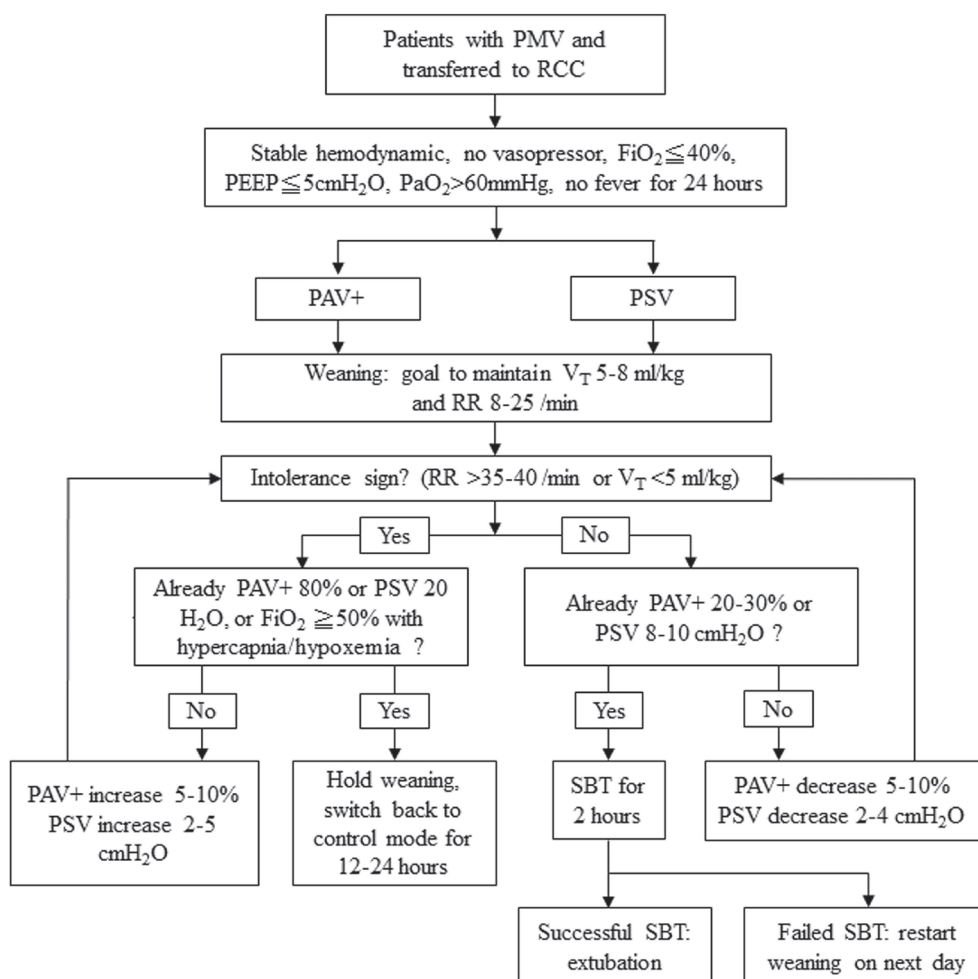 Patients with PMV and
transferred to RCC
Stable hemodynamic, no vasopressor, FiO₂≦40%,
PEEP≦5cmH₂O, PaO₂>60mmHg, no fever for 24 hours
PAV+
PSV
Weaning: goal to maintain V_T 5-8 ml/kg
and RR 8-25 /min
Intolerance sign? (RR >35-40 /min or V_T <5 ml/kg)
Yes
No
Already PAV+ 80% or PSV 20
H₂O, or FiO₂ ≧50% with
hypercapnia/hypoxemia ?
Already PAV+ 20-30% or
PSV 8-10 cmH₂O ?
No
Yes
Yes
No
PAV+ increase 5-10%
PSV increase 2-5
cmH₂O
Hold weaning,
switch back to
control mode for
12-24 hours
SBT for
2 hours
PAV+ decrease 5-10%
PSV decrease 2-4 cmH₂O
Successful SBT:
extubation
Failed SBT: restart
weaning on next day